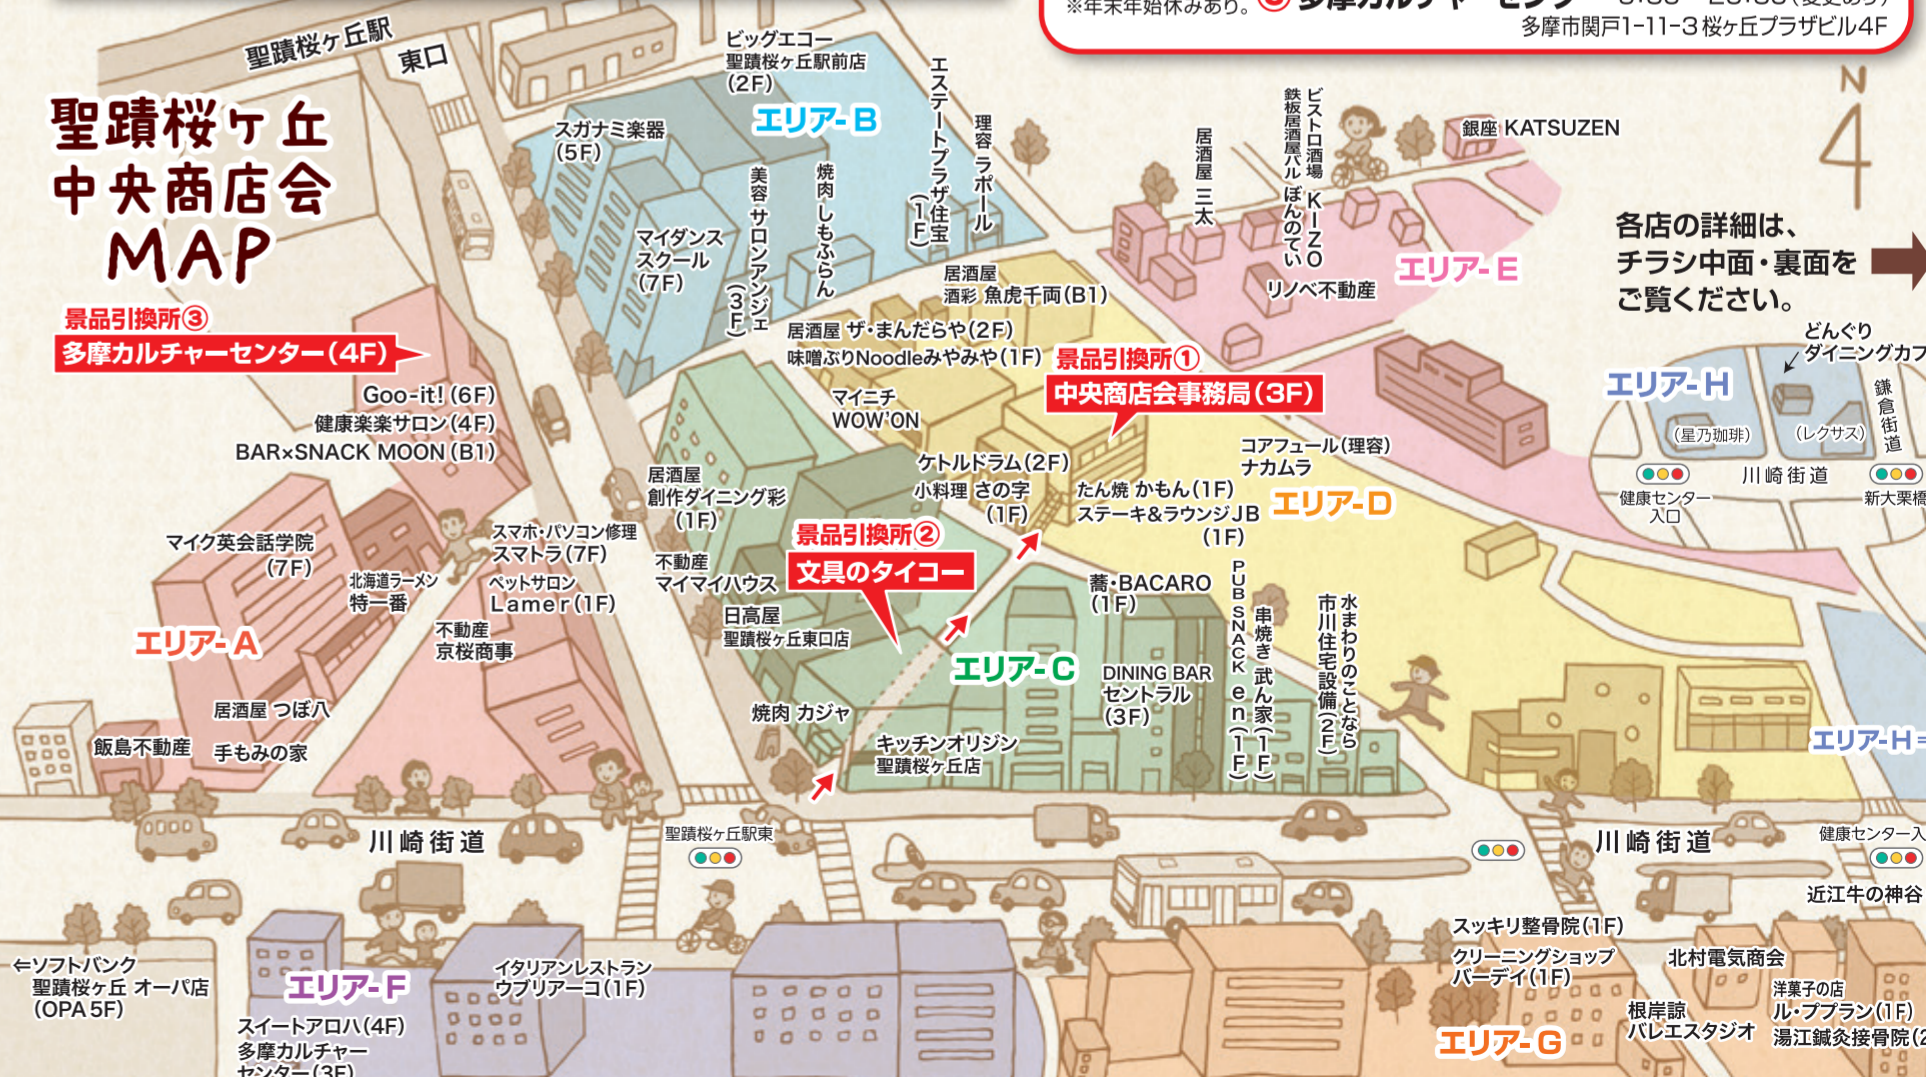 ※年末年始休みあり。
多摩市関戸1-11-3 桜ヶ丘プラザビル4F
聖蹟桜ヶ丘駅
東口
聖蹟桜ヶ丘
中央商店会
MAP
N
ビッグエコー
聖蹟桜ヶ丘駅前店
(2F)
エリア-B
スガナミ楽器
(5F)
マイダンス
スクール
(7F)
美容 サロンアンジェ
(3F)
焼肉 しもふらん
エステートプラザ住宝
(1F)
理容 ラポール
居酒屋 三太
ビストロ酒場 KIZO
鉄板居酒屋バル ぼんのてい
銀座 KATSUZEN
エリア-E
リノベ不動産
各店の詳細は、
チラシ中面・裏面を
ご覧ください。
どんぐり
ダイニングカフ
エリア-H
(星乃珈琲)
(レクサス)
鎌倉街道
川崎街道
健康センター
入口
新大栗橋
景品引換所③
多摩カルチャーセンター(4F)
Goo-it! (6F)
健康楽楽サロン(4F)
BAR×SNACK MOON (B1)
居酒屋
酒彩 魚虎千両(B1)
居酒屋 ザ・まんだらや(2F)
味噌ぶりNoodleみやみや(1F)
マイニチ
WOW'ON
景品引換所①
中央商店会事務局(3F)
コアフュール(理容)
ナカムラ
エリア-D
ケトルドラム(2F)
小料理 さの字
(1F)
たん焼 かもん(1F)
ステーキ&ラウンジJB
(1F)
居酒屋
創作ダイニング彩
(1F)
景品引換所②
文具のタイコー
マイク英会話学院
(7F)
北海道ラーメン
特一番
スマホ・パソコン修理
スマトラ(7F)
ペットサロン
Lamer(1F)
不動産
京桜商事
エリア-A
居酒屋 つぼ八
手もみの家
飯島不動産
不動産
マイマイハウス
日高屋
聖蹟桜ヶ丘東口店
エリア-C
焼肉 カジャ
キッチンオリジン
聖蹟桜ヶ丘店
蕎・BACARO
(1F)
DINING BAR
セントラル
(3F)
PUB SNACK en(1F)
串焼き 武ん家(1F)
水まわりのことなら
市川住宅設備(2F)
エリア-H
川崎街道
聖蹟桜ヶ丘駅東
川崎街道
健康センター入
近江牛の神谷
⇐ソフトバンク
聖蹟桜ヶ丘 オーパ店
(OPA 5F)
エリア-F
スイートアロハ(4F)
多摩カルチャー
センター(3F)
イタリアンレストラン
ウブリアーコ(1F)
スッキリ整骨院(1F)
クリーニングショップ
バーデイ(1F)
エリア-G
北村電気商会
根岸諒
バレエスタジオ
洋菓子の店
ル・ププラン(1F)
湯江鍼灸接骨院(2